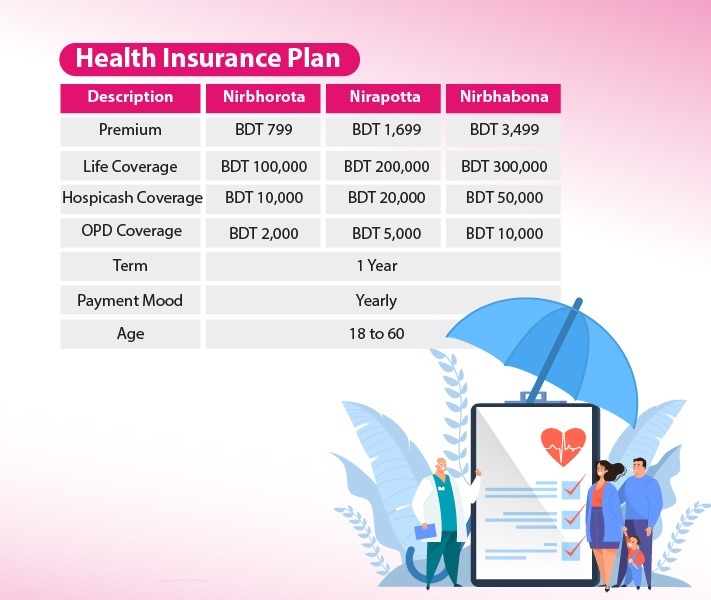 Health Insurance Plan
Description Nirbhorota Nirapotta Nirbhabona
Premium BDT 799 BDT 1,699 BDT 3,499
Life Coverage BDT 100,000 BDT 200,000 BDT 300,000
Hospicash Coverage BDT 10,000 BDT 20,000 BDT 50,000
OPD Coverage BDT 2,000 BDT 5,000 BDT 10,000
Term 1 Year
Payment Mood Yearly
Age 18 to 60